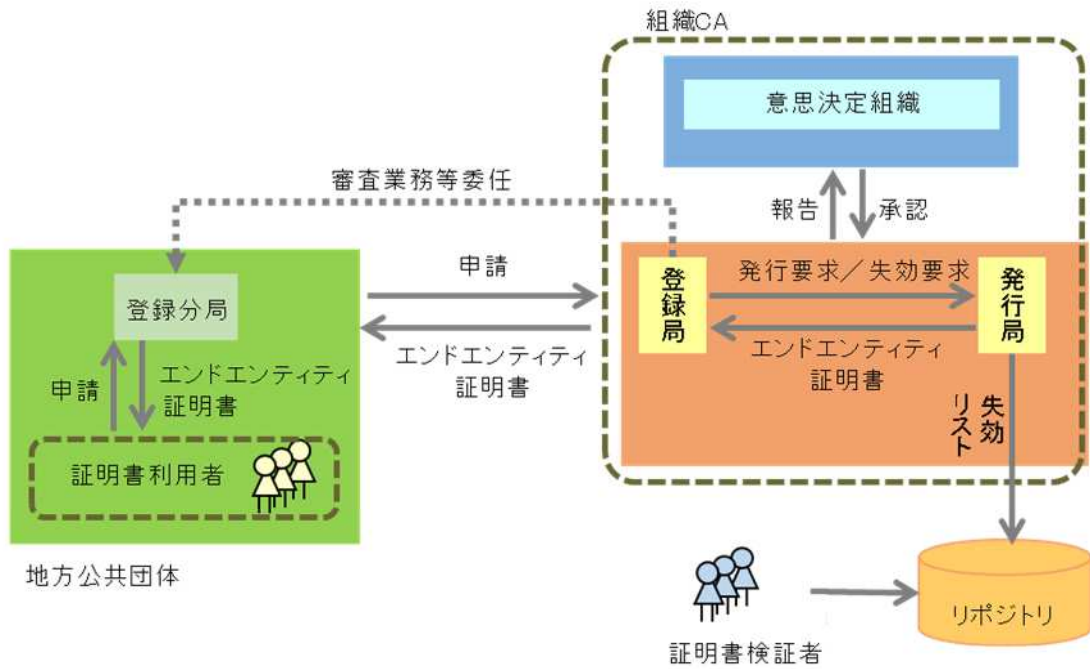 組織CA
意思決定組織
審査業務等委任
報告
承認
申請
登録局
発行要求／失効要求
発行局
登録分局
エンドエンティティ
証明書
エンドエンティティ
証明書
申請
エンドエンティティ
証明書
失効
リスト
証明書利用者
地方公共団体
リポジトリ
証明書検証者